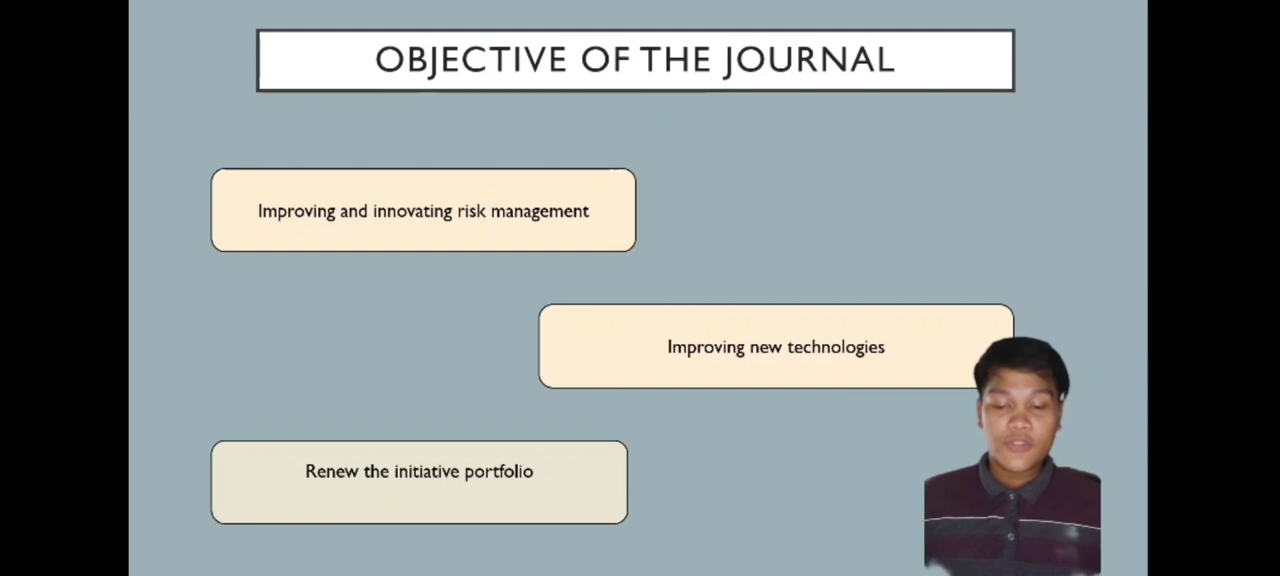 OBJECTIVE OF THE JOURNAL
Improving and innovating risk management
Improving new technologies
Renew the initiative portfolio